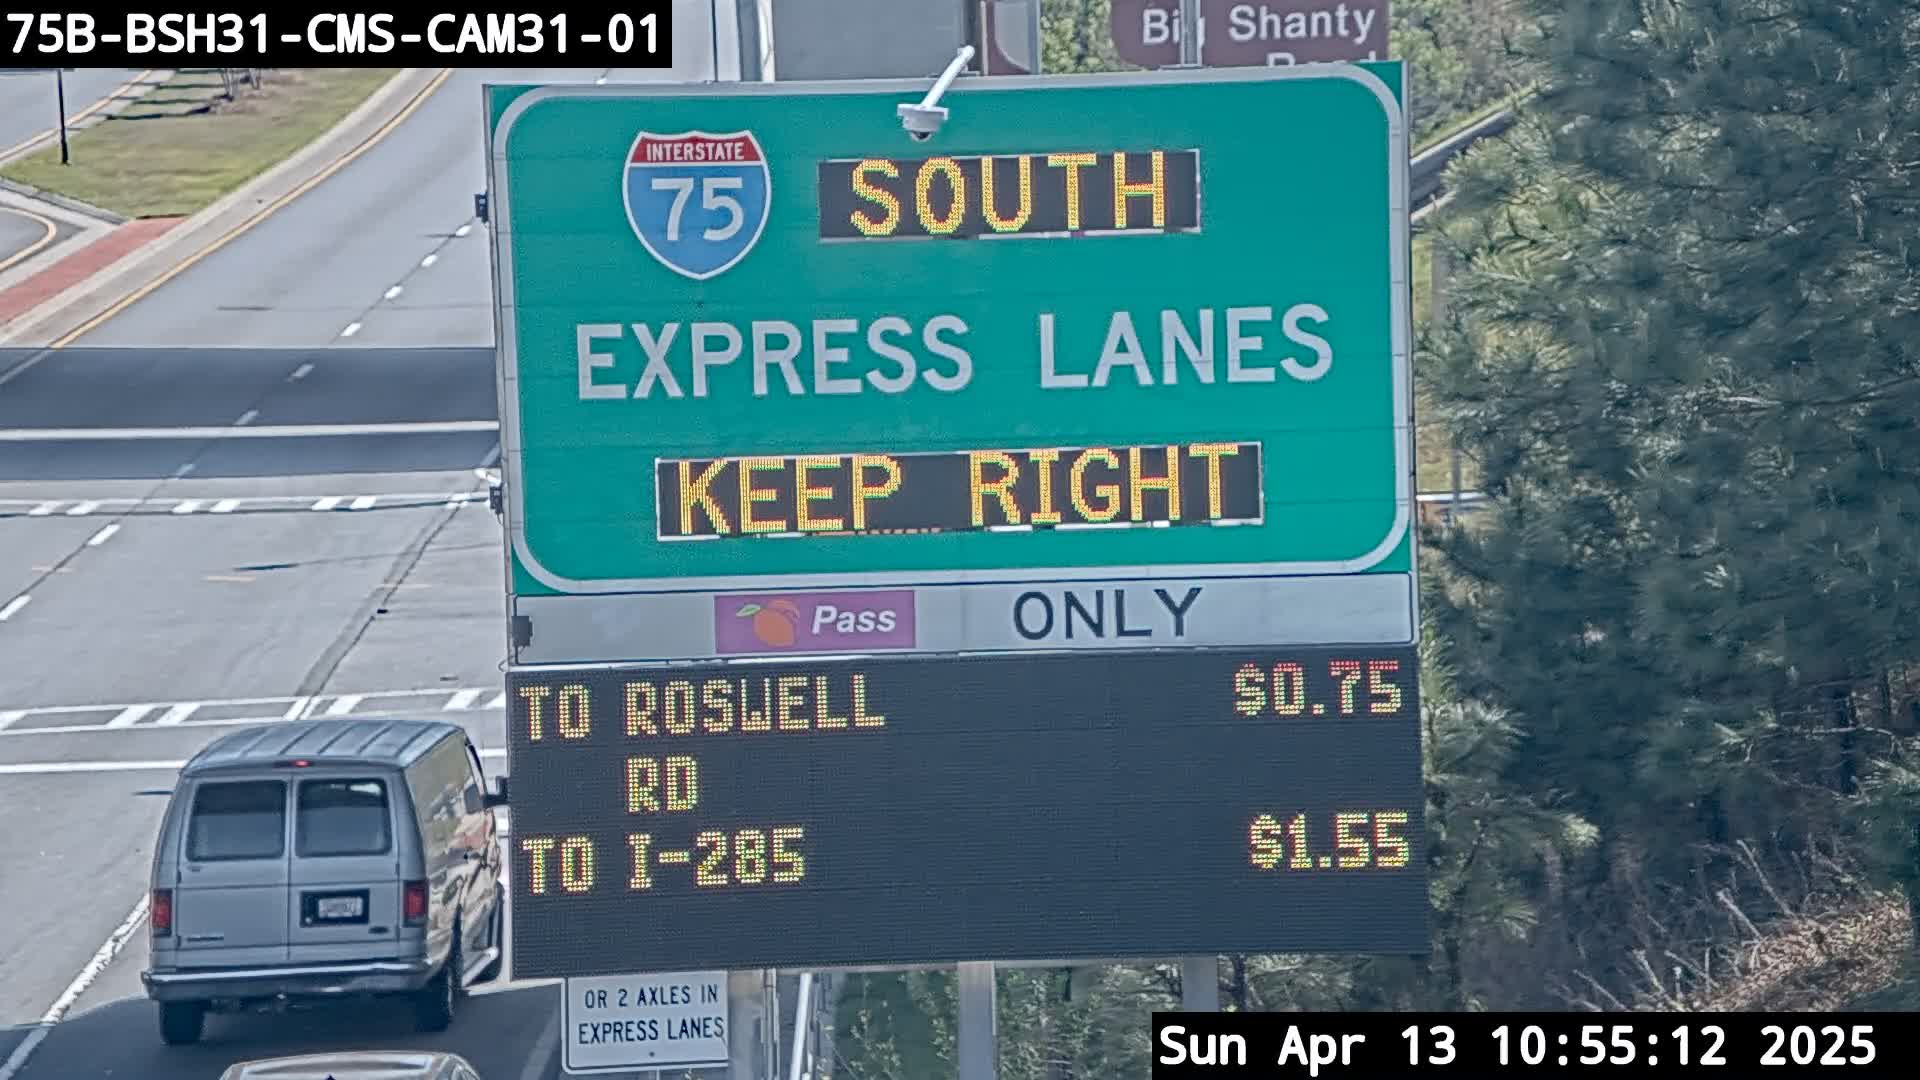 75B-BSH31-CMS-CAM31-01
Big Shanty
Road
INTERSTATE
75
SOUTH
EXPRESS LANES
KEEP RIGHT
Pass ONLY
TO ROSWELL $0.75
RD
TO I-285 $1.55
OR 2 AXLES IN
EXPRESS LANES
Sun Apr 13 10:55:12 2025